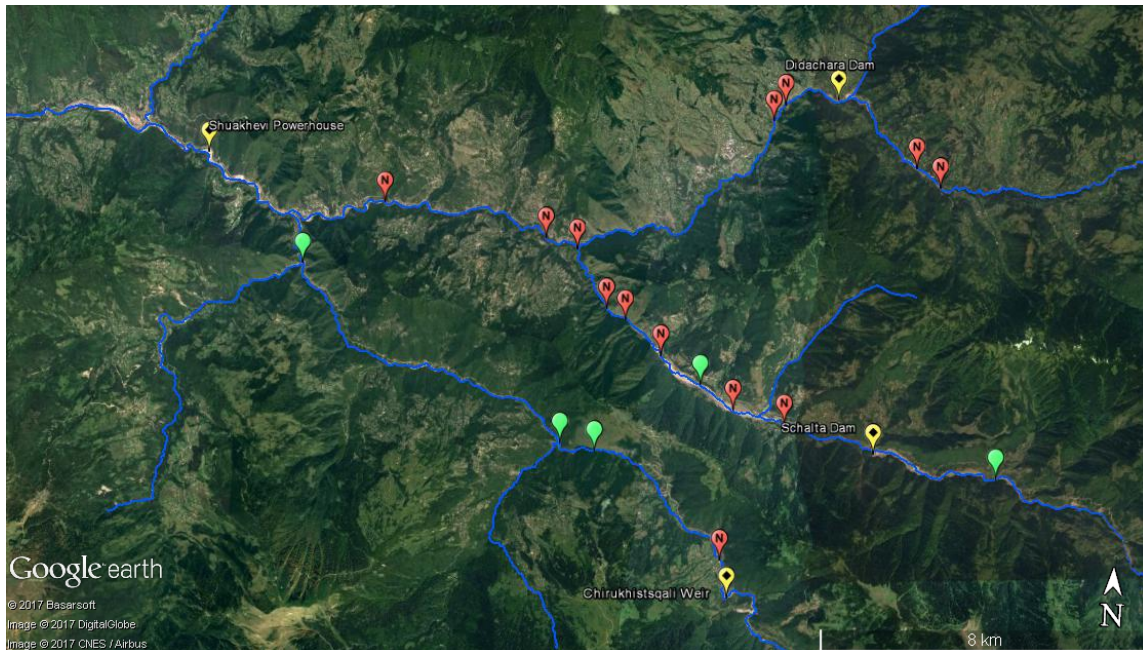 Didachara Dam
Shuakhevi Powerhouse
N
N
N
N
N
N
N
N
N
N
N
N
N
Schalta Dam
N
Chirukhistsqali Weir
Google earth
© 2017 Basarsoft
Image © 2017 DigitalGlobe
Image © 2017 CNES / Airbus
N
8 km